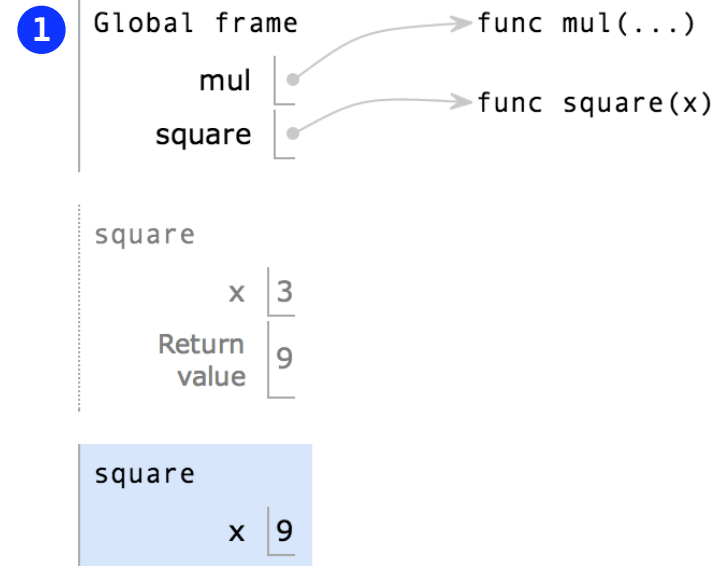 1
Global frame
func mul(...)
mul
func square(x)
square
square
x 3
Return
value 9
square
x 9